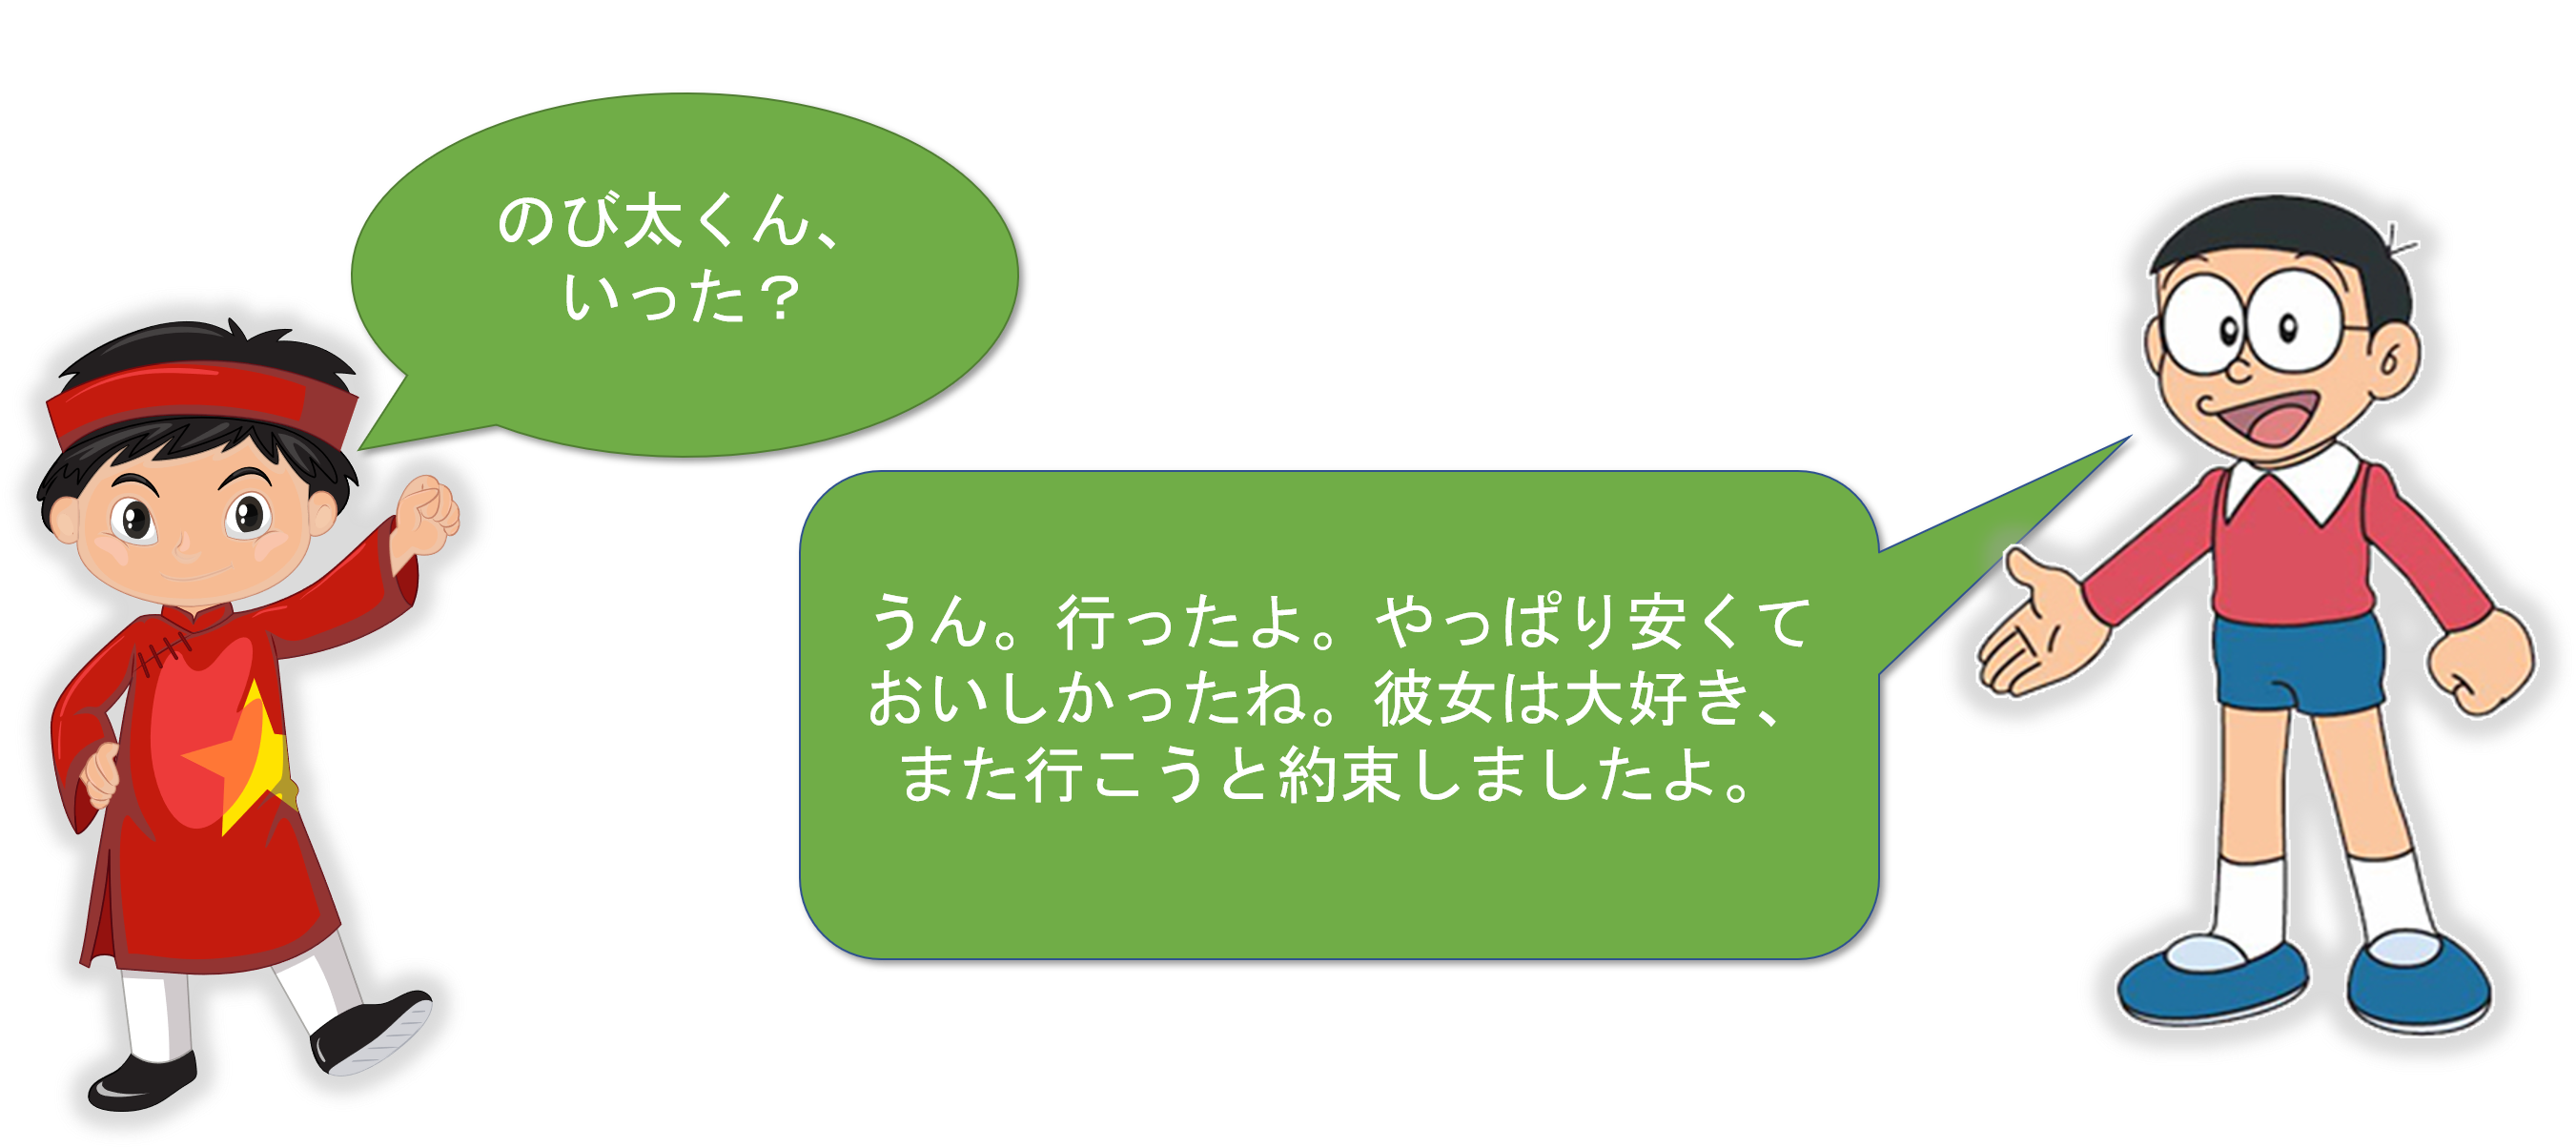 のび太くん、
いった？
うん。行ったよ。やっぱり安くて
おいしかったね。彼女は大好き、
また行こうと約束しましたよ。